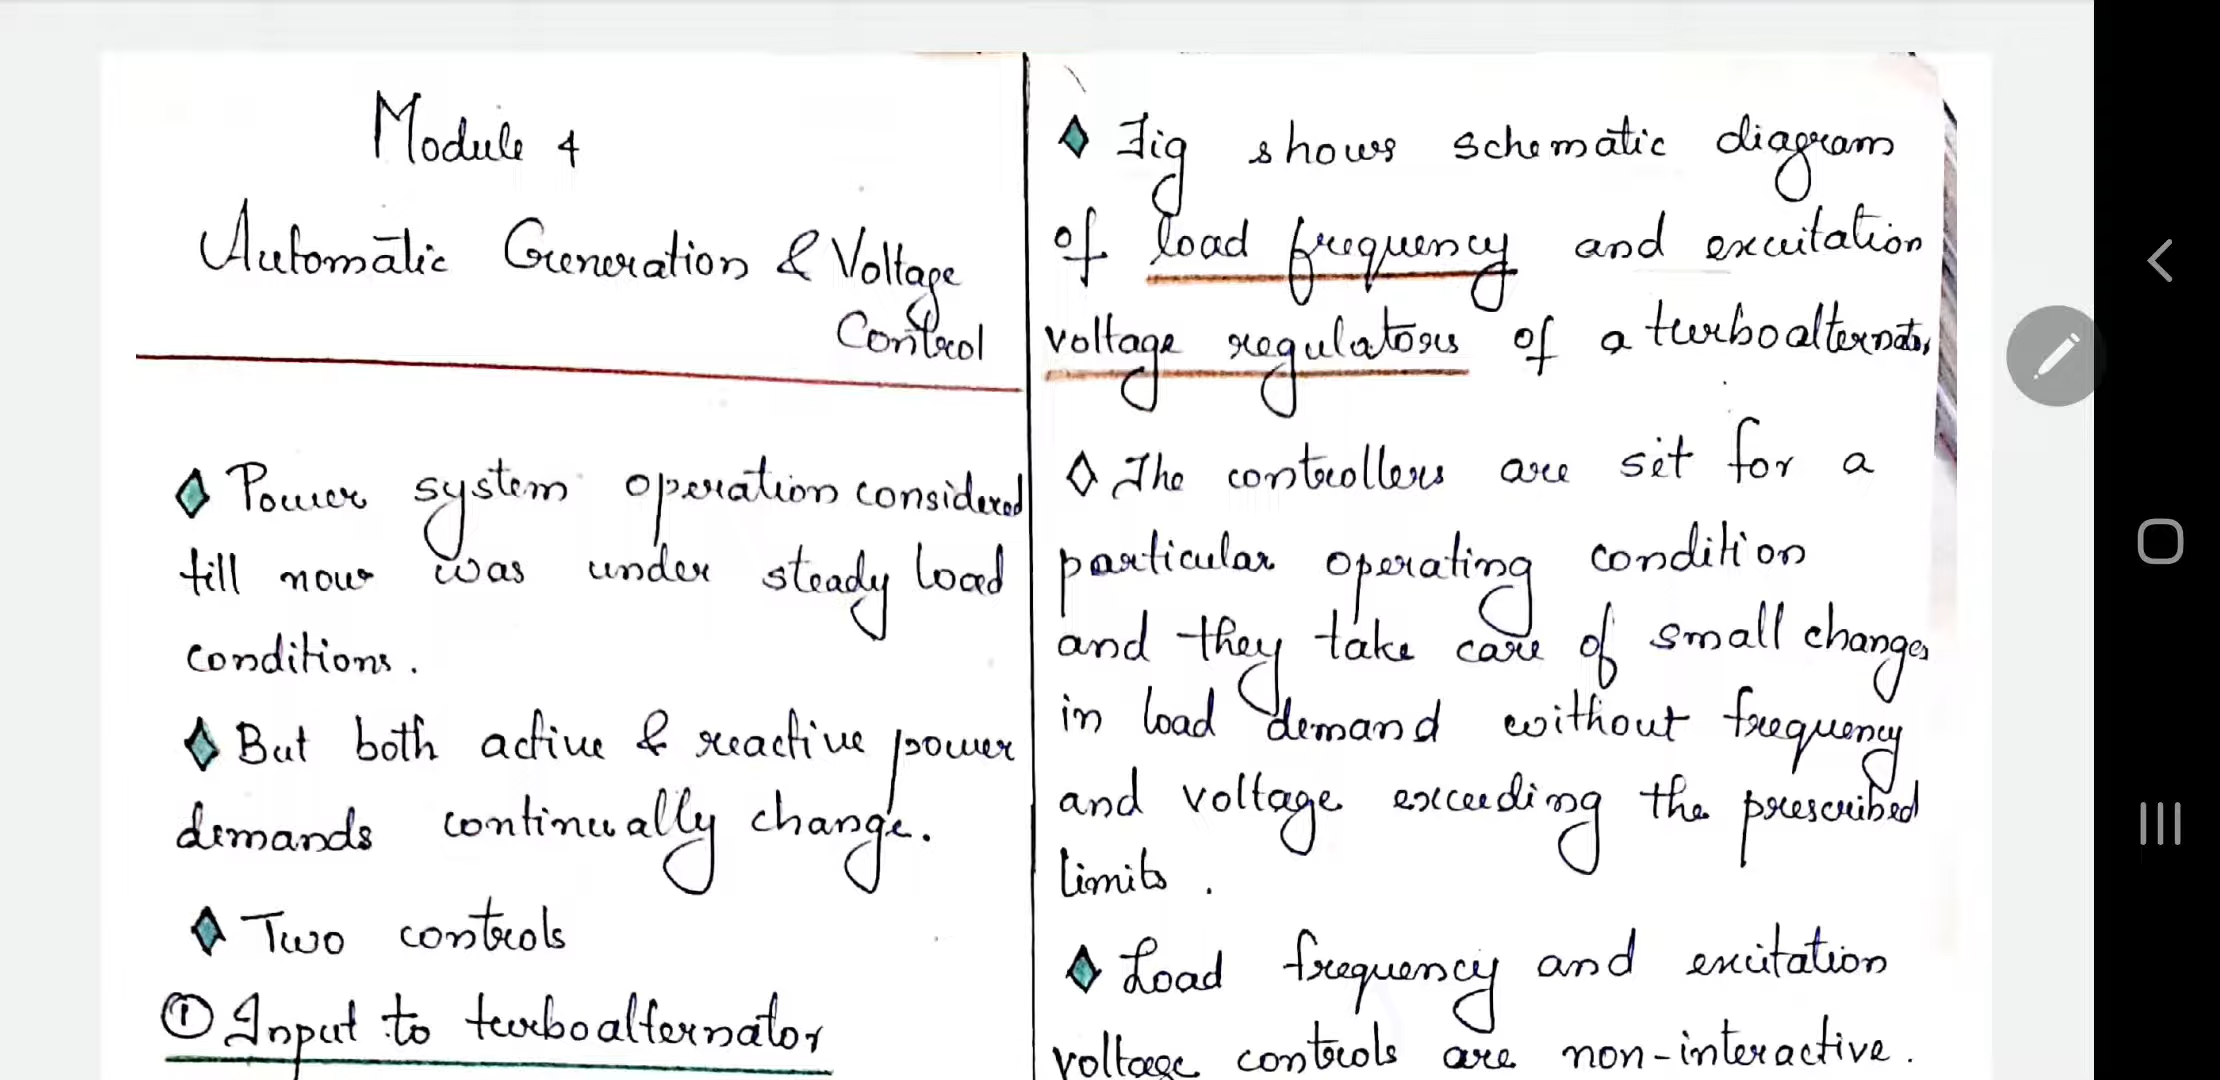 Module 4
Automatic Generation & Voltage
Control
Power system operation considered
till now was under steady load
conditions.
But both active & reactive power
demands continually change.
Two controls
① Input to turboalternator
Fig shows schematic diagram
of load frequency and excitation
voltage regulators of a turboalternator
The controllers are set for a
particular operating condition
and they take care of small changes
in load demand without frequency
and voltage exceeding the prescribed
limits.
Load frequency and excitation
voltage controls are non-interactive.